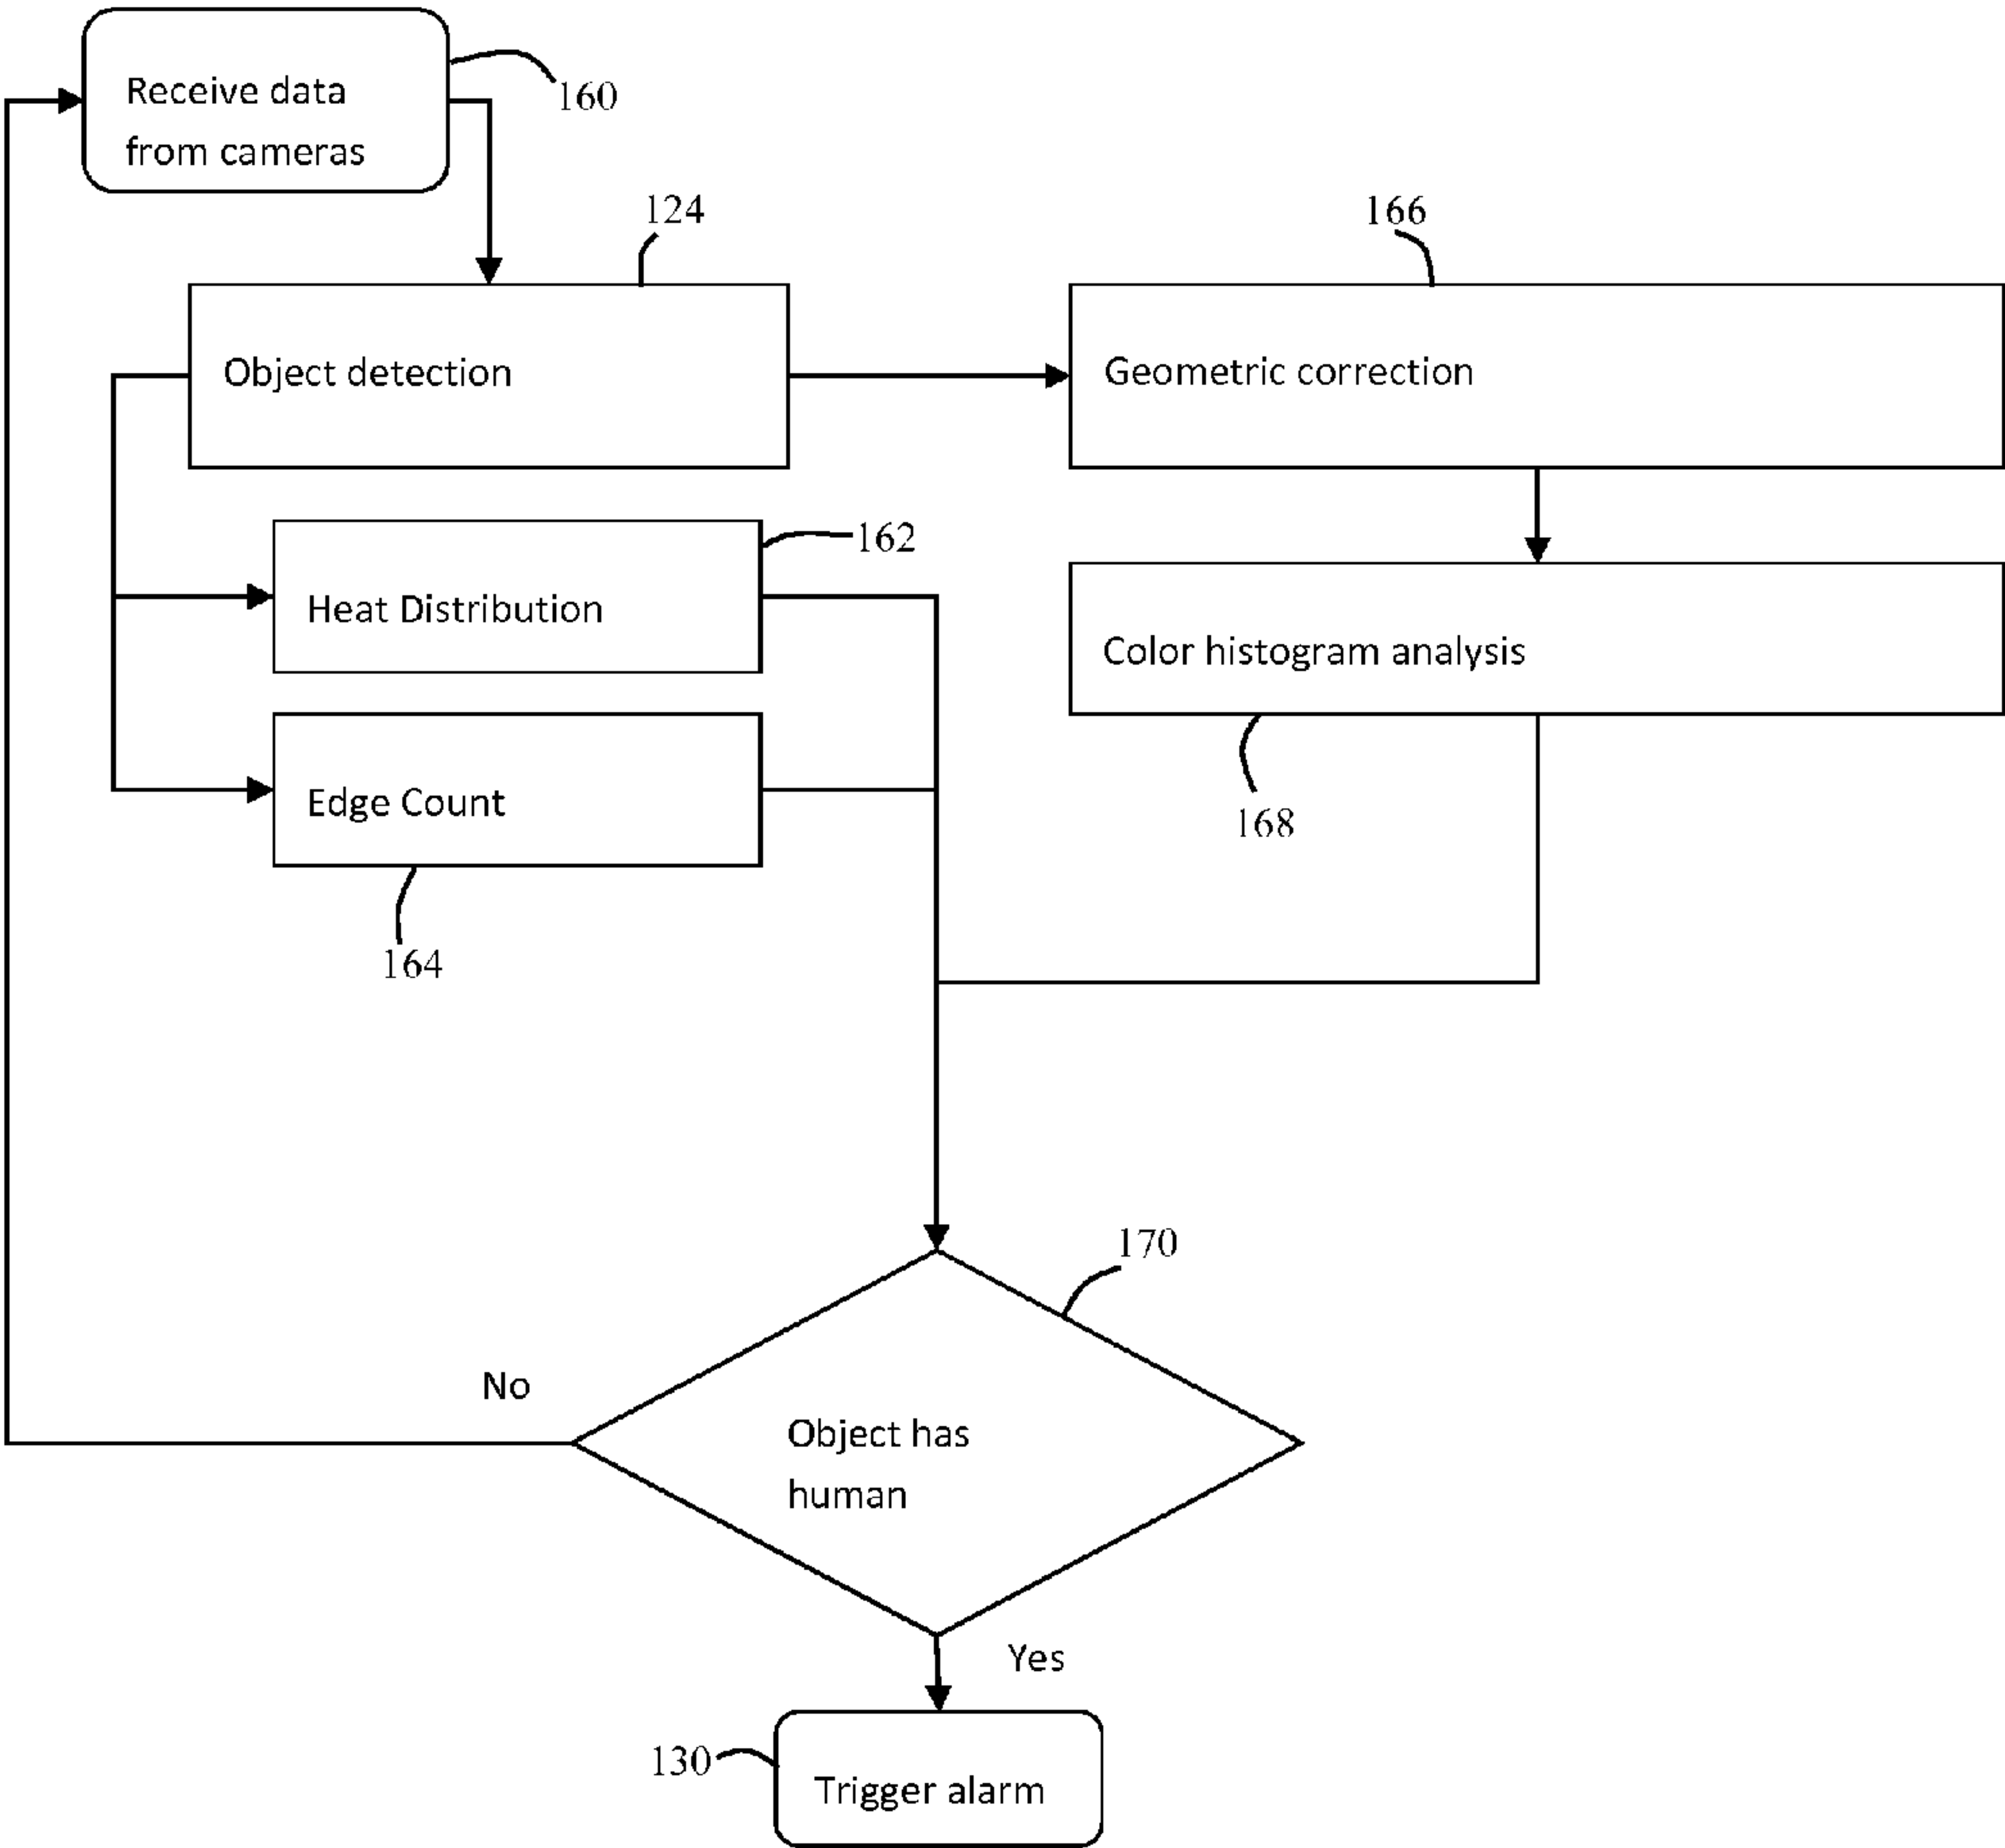 Receive data
from cameras
160
124
166
Object detection
Geometric correction
162
Heat Distribution
Color histogram analysis
Edge Count
168
164
170
No
Object has
human
Yes
130
Trigger alarm